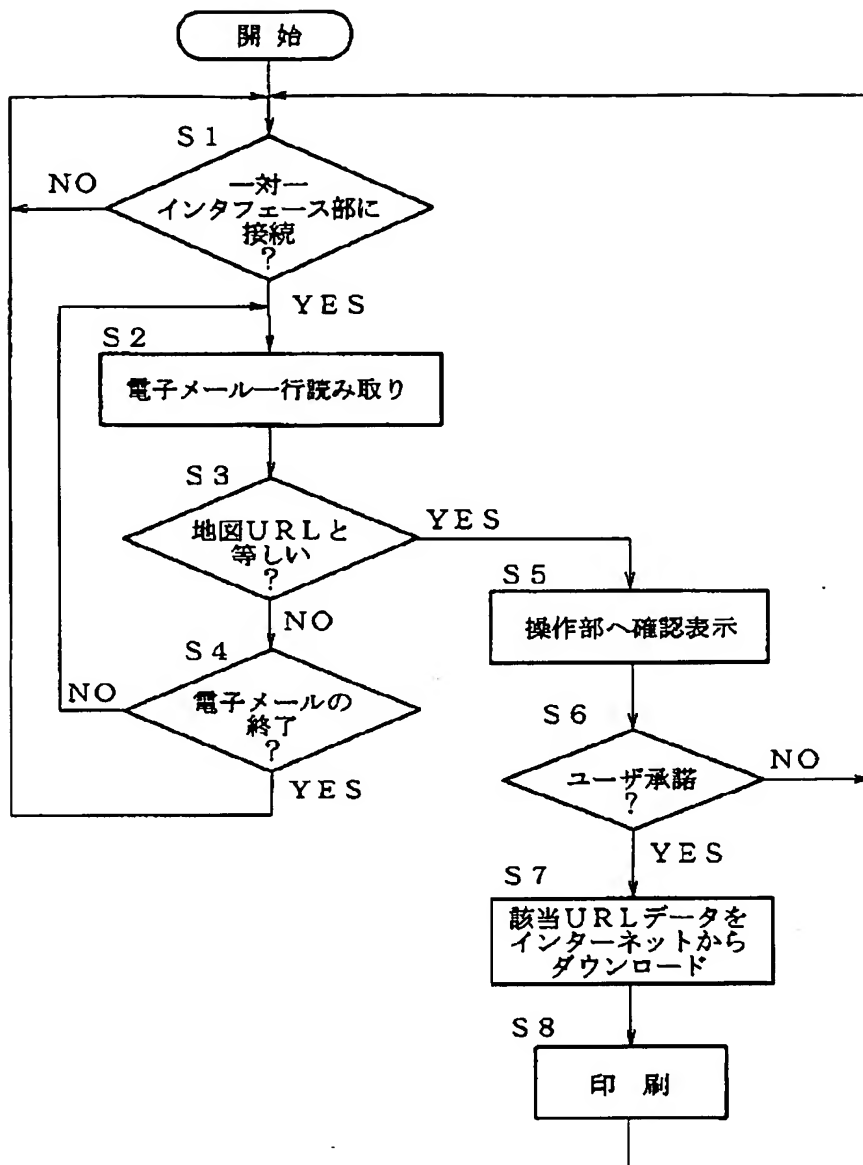 開始
S1
NO
一対一
インタフェース部に
接続
?
YES
S2
電子メール一行読み取り
S3
地図URLと
等しい
?
YES
NO
S4
NO
電子メールの
終了
?
YES
S5
操作部へ確認表示
S6
ユーザ承諾
?
NO
YES
S7
該当URLデータを
インターネットから
ダウンロード
S8
印刷